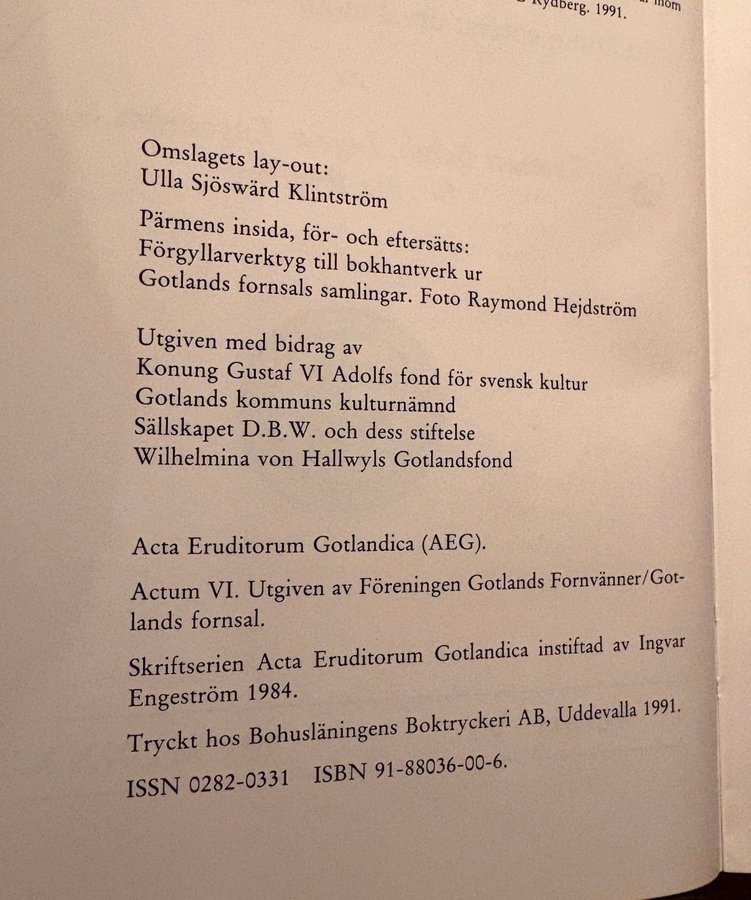 mom
Rydberg. 1991.
Omslagets lay-out:
Ulla Sjöswärd Klintström
Pärmens insida, för- och eftersätts:
Förgyllarverktyg till bokhantverk ur
Gotlands fornsals samlingar. Foto Raymond Hejdström
Utgiven med bidrag av
Konung Gustaf VI Adolfs fond för svensk kultur
Gotlands kommuns kulturnämnd
Sällskapet D.B.W. och dess stiftelse
Wilhelmina von Hallwyls Gotlandsfond
Acta Eruditorum Gotlandica (AEG).
Actum VI. Utgiven av Föreningen Gotlands Fornvänner/Got-
lands fornsal.
Skriftserien Acta Eruditorum Gotlandica instiftad av Ingvar
Engeström 1984.
Tryckt hos Bohusläningens Boktryckeri AB, Uddevalla 1991.
ISSN 0282-0331 ISBN 91-88036-00-6.